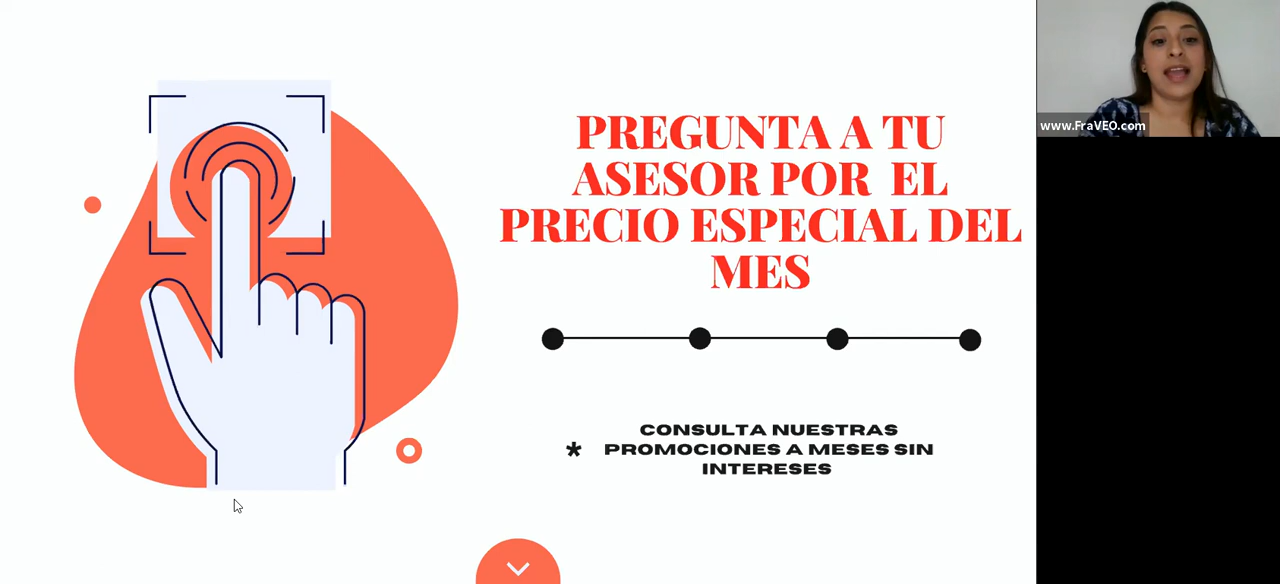 PREGUNTA A TU
ASESOR POR EL
PRECIO ESPECIAL DEL
MES
* CONSULTA NUESTRAS
PROMOCIONES A MESES SIN
INTERESES
www.FraVEO.com